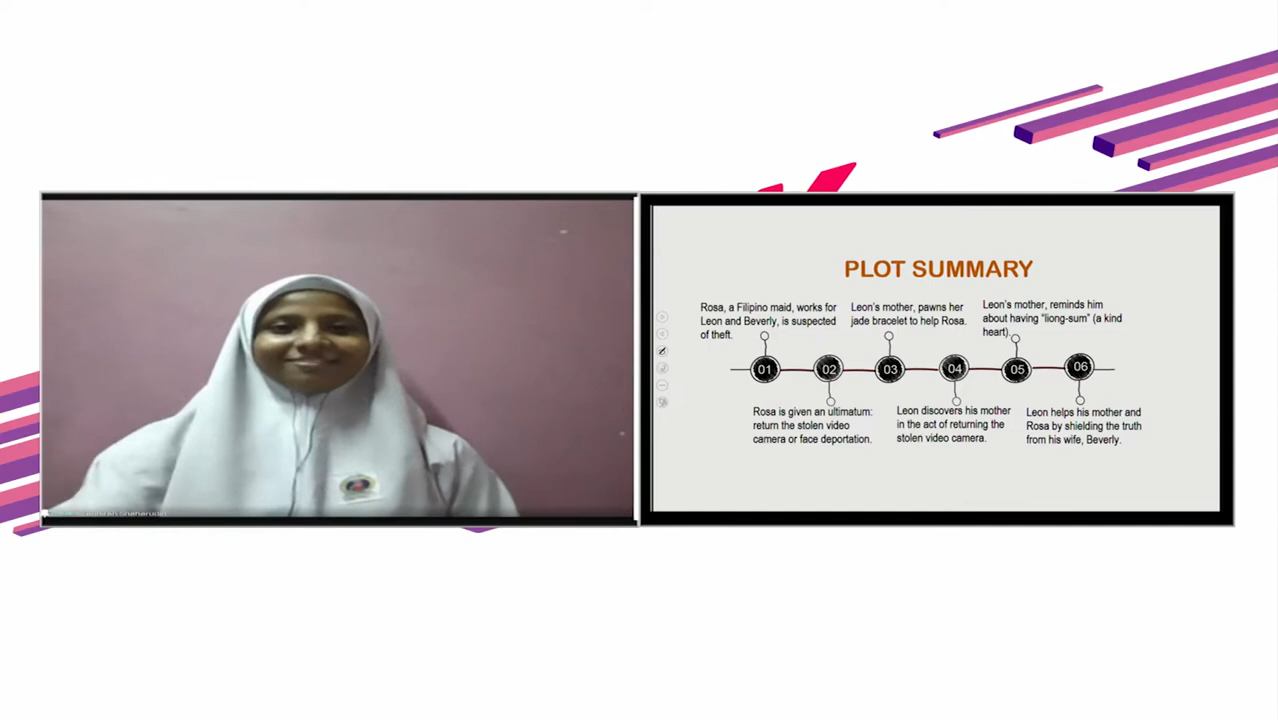 PLOT SUMMARY
Rosa, a Filipino maid, works for
Leon and Beverly, is suspected
of theft.
Leon's mother, pawns her
jade bracelet to help Rosa.
Leon's mother, reminds him
about having “liong-sum” (a kind
heart).
01
02
03
04
05
06
Rosa is given an ultimatum:
return the stolen video
camera or face deportation.
Leon discovers his mother
in the act of returning the
stolen video camera.
Leon helps his mother and
Rosa by shielding the truth
from his wife, Beverly.